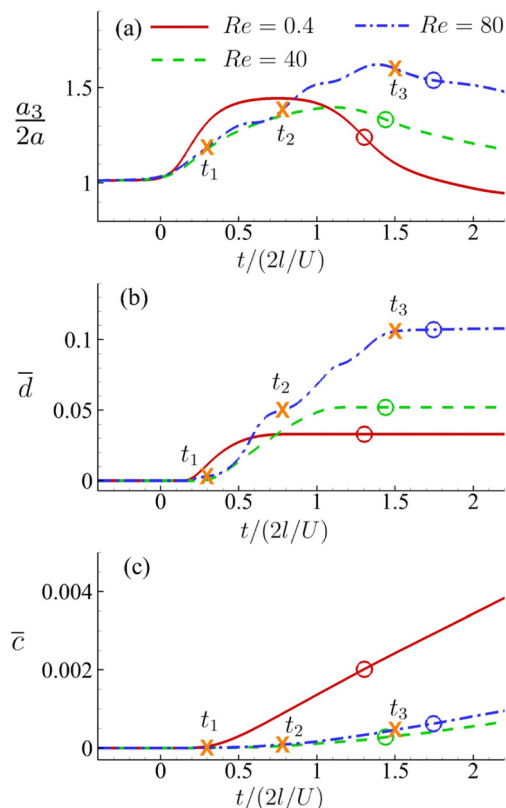 (a)
Re = 0.4
Re = 80
Re = 40
a₃/2a
1.5
1
t₁
t₂
t₃
0 0.5 1 1.5 2
t/(2l/U)
(b)
d̅
0.1
0.05
0
t₁
t₂
t₃
0 0.5 1 1.5 2
t/(2l/U)
(c)
c̅
0.004
0.002
0
t₁
t₂
t₃
0 0.5 1 1.5 2
t/(2l/U)